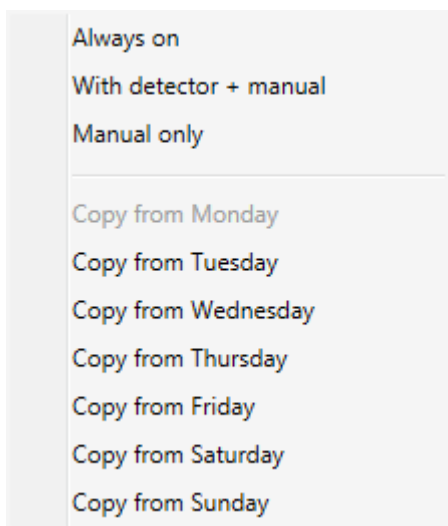 Always on
With detector + manual
Manual only
Copy from Monday
Copy from Tuesday
Copy from Wednesday
Copy from Thursday
Copy from Friday
Copy from Saturday
Copy from Sunday